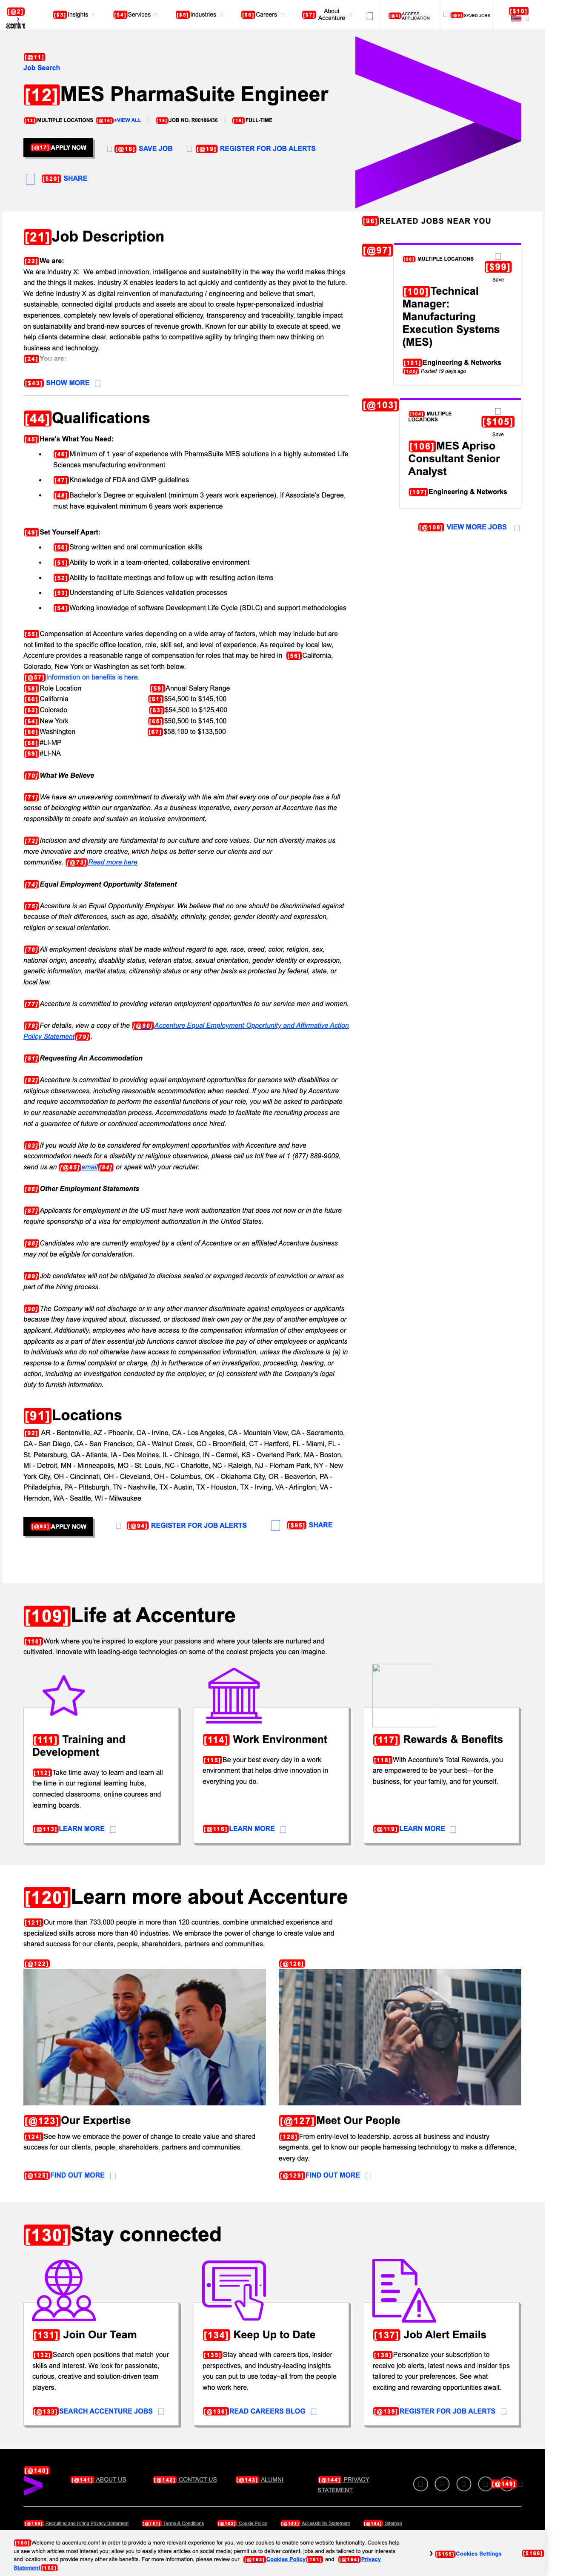 [@2]
accenture
[$3]Insights
[$4]Services
[$5]Industries
[$6]Careers
[$7] About Accenture
[@8]ACCESS APPLICATION
[@9]SAVED JOBS
[$10]
[@11]
Job Search
[12]MES PharmaSuite Engineer
[13]MULTIPLE LOCATIONS [@14]+VIEW ALL
[15]JOB NO. R00186436
[16]FULL-TIME
[@17]APPLY NOW
[@18] SAVE JOB
[@19] REGISTER FOR JOB ALERTS
[$20] SHARE
[21]Job Description
[22]We are:
We are Industry X: We embed innovation, intelligence and sustainability in the way the world makes things
and the things it makes. Industry X enables leaders to act quickly and confidently as they pivot to the future.
We define Industry X as digital reinvention of manufacturing / engineering and believe that smart,
sustainable, connected digital products and assets are about to create hyper-personalized industrial
experiences, completely new levels of operational efficiency, transparency and traceability, tangible impact
on sustainability and brand-new sources of revenue growth. Known for our ability to execute at speed, we
help clients determine clear, actionable paths to competitive agility by bringing new thinking on
business and technology.
[24]You are:
[$43] SHOW MORE
[44]Qualifications
[45]Here's What You Need:
[46]Minimum of 1 year of experience with PharmaSuite MES solutions in a highly automated Life
Sciences manufacturing environment
[47]Knowledge of FDA and GMP guidelines
[48]Bachelor's Degree or equivalent (minimum 3 years work experience). If Associate's Degree,
must have equivalent minimum 6 years work experience
[49]Set Yourself Apart:
[50]Strong written and oral communication skills
[51]Ability to work in a team-oriented, collaborative environment
[52]Ability to facilitate meetings and follow up with resulting action items
[53]Understanding of Life Sciences validation processes
[54]Working knowledge of software Development Life Cycle (SDLC) and support methodologies
[55]Compensation at Accenture varies depending on a wide array of factors, which may include but are
not limited to the specific office location, role, skill set, and level of experience. As required by local law,
Accenture provides a reasonable range of compensation for roles that may be hired in [56]California,
Colorado, New York or Washington as set forth below.
[@57]Information on benefits is here.
[58]Role Location [59]Annual Salary Range
[60]California [61]$54,500 to $145,100
[62]Colorado [63]$54,500 to $125,400
[64]New York [65]$50,500 to $145,100
[66]Washington [67]$58,100 to $133,500
[68]#LI-MP
[69]#LI-NA
[70]What We Believe
[71]We have an unwavering commitment to diversity with the aim that every one of our people has a full
sense of belonging within our organization. As a business imperative, every person at Accenture has the
responsibility to create and sustain an inclusive environment.
[72]Inclusion and diversity are fundamental to our culture and core values. Our rich diversity makes us
more innovative and more creative, which helps us better serve our clients and our
communities. [@73]Read more here
[74]Equal Employment Opportunity Statement
[75]Accenture is an Equal Opportunity Employer. We believe that no one should be discriminated against
because of their differences, such as age, disability, ethnicity, gender, gender identity and expression,
religion or sexual orientation.
[76]All employment decisions shall be made without regard to age, race, creed, color, religion, sex,
national origin, ancestry, disability status, veteran status, sexual orientation, gender identity or expression,
genetic information, marital status, citizenship status or any other basis as protected by federal, state, or
local law.
[77]Accenture is committed to providing veteran employment opportunities to our service men and women.
[78]For details, view a copy of the [@80]Accenture Equal Employment Opportunity and Affirmative Action
Policy Statement[79].
[81]Requesting An Accommodation
[82]Accenture is committed to providing equal employment opportunities for persons with disabilities or
religious observances, including reasonable accommodation when needed. If you are hired by Accenture
and require accommodation to perform the essential functions of your role, you will be asked to participate
in our reasonable accommodation process. Accommodations made to facilitate the recruiting process are
not a guarantee of future or continued accommodations once hired.
[83]If you would like to be considered for employment opportunities with Accenture and have
accommodation needs for a disability or religious observance, please call us toll free at 1 (877) 889-9009,
send us an [@85]email[84] or speak with your recruiter.
[86]Other Employment Statements
[87]Applicants for employment in the US must have work authorization that does not now or in the future
require sponsorship of a visa for employment authorization in the United States.
[88]Candidates who are currently employed by a client of Accenture or an affiliated Accenture business
may not be eligible for consideration.
[89]Job candidates will not be obligated to disclose sealed or expunged records of conviction or arrest as
part of the hiring process.
[90]The Company will not discharge or in any other manner discriminate against employees or applicants
because they have inquired about, discussed, or disclosed their own pay or the pay of another employee or
applicant. Additionally, employees who have access to the compensation information of other employees or
applicants as a part of their essential job functions cannot disclose the pay of other employees or applicants
to individuals who do not otherwise have access to compensation information, unless the disclosure is (a) in
response to a formal complaint or charge, (b) in furtherance of an investigation, proceeding, hearing, or
action, including an investigation conducted by the employer, or (c) consistent with the Company's legal
duty to furnish information.
[91]Locations
[92] AR - Bentonville, AZ - Phoenix, CA - Irvine, CA - Los Angeles, CA - Mountain View, CA - Sacramento,
CA - San Diego, CA - San Francisco, CA - Walnut Creek, CO - Broomfield, CT - Hartford, FL - Miami, FL -
St. Petersburg, GA - Atlanta, IA - Des Moines, IL - Chicago, IN - Carmel, KS - Overland Park, MA - Boston,
MI - Detroit, MN - Minneapolis, MO - St. Louis, NC - Charlotte, NC - Raleigh, NJ - Florham Park, NY - New
York City, OH - Cincinnati, OH - Cleveland, OH - Columbus, OK - Oklahoma City, OR - Beaverton, PA -
Philadelphia, PA - Pittsburgh, TN - Nashville, TX - Austin, TX - Houston, TX - Irving, VA - Arlington, VA -
Herndon, WA - Seattle, WI - Milwaukee
[@93]APPLY NOW
[@94] REGISTER FOR JOB ALERTS
[$95] SHARE
[96]RELATED JOBS NEAR YOU
[@97]
[98] MULTIPLE LOCATIONS
[$99]
Save
[100]Technical
Manager:
Manufacturing
Execution Systems
(MES)
[101]Engineering & Networks
[102] Posted 19 days ago
[@103]
[104] MULTIPLE
LOCATIONS
[$105]
Save
[106]MES Apriso
Consultant Senior
Analyst
[107]Engineering & Networks
[@108] VIEW MORE JOBS
[109]Life at Accenture
[110]Work where you're inspired to explore your passions and where your talents are nurtured and
cultivated. Innovate with leading-edge technologies on some of the coolest projects you can imagine.
[111] Training and
Development
[112]Take time away to learn and learn all
the time in our regional learning hubs,
connected classrooms, online courses and
learning boards.
[@113]LEARN MORE
[114] Work Environment
[115]Be your best every day in a work
environment that helps drive innovation in
everything you do.
[@116]LEARN MORE
[117] Rewards & Benefits
[118]With Accenture's Total Rewards, you
are empowered to be your best—for the
business, for your family, and for yourself.
[@119]LEARN MORE
[120]Learn more about Accenture
[121]Our more than 733,000 people in more than 120 countries, combine unmatched experience and
specialized skills across more than 40 industries. We embrace the power of change to create value and
shared success for our clients, people, shareholders, partners and communities.
[@122]
[@123]Our Expertise
[124]See how we embrace the power of change to create value and shared
success for our clients, people, shareholders, partners and communities.
[@125]FIND OUT MORE
[@126]
[@127]Meet Our People
[128]From entry-level to leadership, across all business and industry
segments, get to know our people harnessing technology to make a difference,
every day.
[@129]FIND OUT MORE
[130]Stay connected
[131] Join Our Team
[132]Search open positions that match your
skills and interest. We look for passionate,
curious, creative and solution-driven team
players.
[@133]SEARCH ACCENTURE JOBS
[134] Keep Up to Date
[135]Stay ahead with careers tips, insider
perspectives, and industry-leading insights
you can put to use today–all from the people
who work here.
[@136]READ CAREERS BLOG
[137] Job Alert Emails
[138]Personalize your subscription to
receive job alerts, latest news and insider tips
tailored to your preferences. See what
exciting and rewarding opportunities await.
[@139]REGISTER FOR JOB ALERTS
[@140]
[@141] ABOUT US
[@142] CONTACT US
[@143] ALUMNI
[@144] PRIVACY
STATEMENT
[@149]
[@150] Recruiting and Hiring Privacy Statement
[@151] Terms & Conditions
[@152] Cookie Policy
[@153] Accessibility Statement
[@154] Sitemap
[160]Welcome to accenture.com! In order to provide a more relevant experience for you, we use cookies to enable some website functionality. Cookies help
us see which articles most interest you; allow you to easily share articles on social media; permit us to deliver content, jobs and ads tailored to your interests
and locations; and provide many other site benefits. For more information, please review our [@163]Cookies Policy[161] and [@164]Privacy
Statement[162].
[$165]Cookies Settings
[$166]